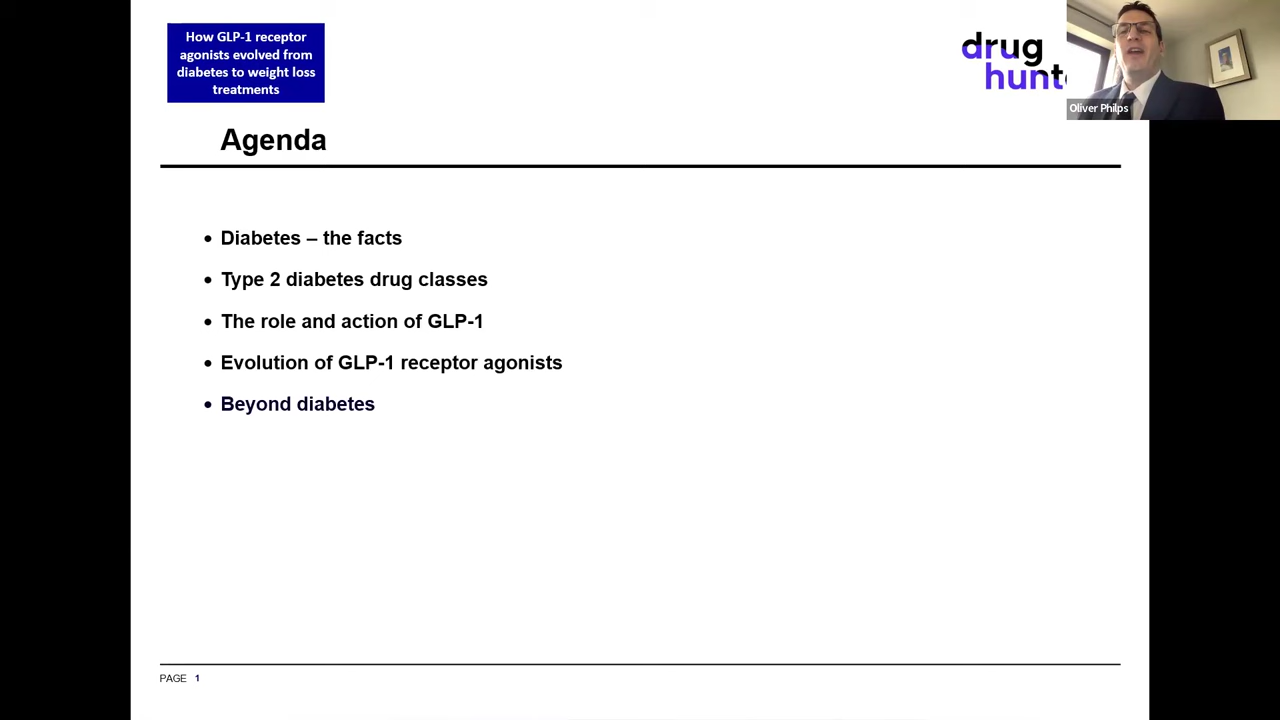 How GLP-1 receptor
agonists evolved from
diabetes to weight loss
treatments
drug
hunt
Oliver Philps
Agenda
• Diabetes – the facts
• Type 2 diabetes drug classes
• The role and action of GLP-1
• Evolution of GLP-1 receptor agonists
• Beyond diabetes
PAGE 1